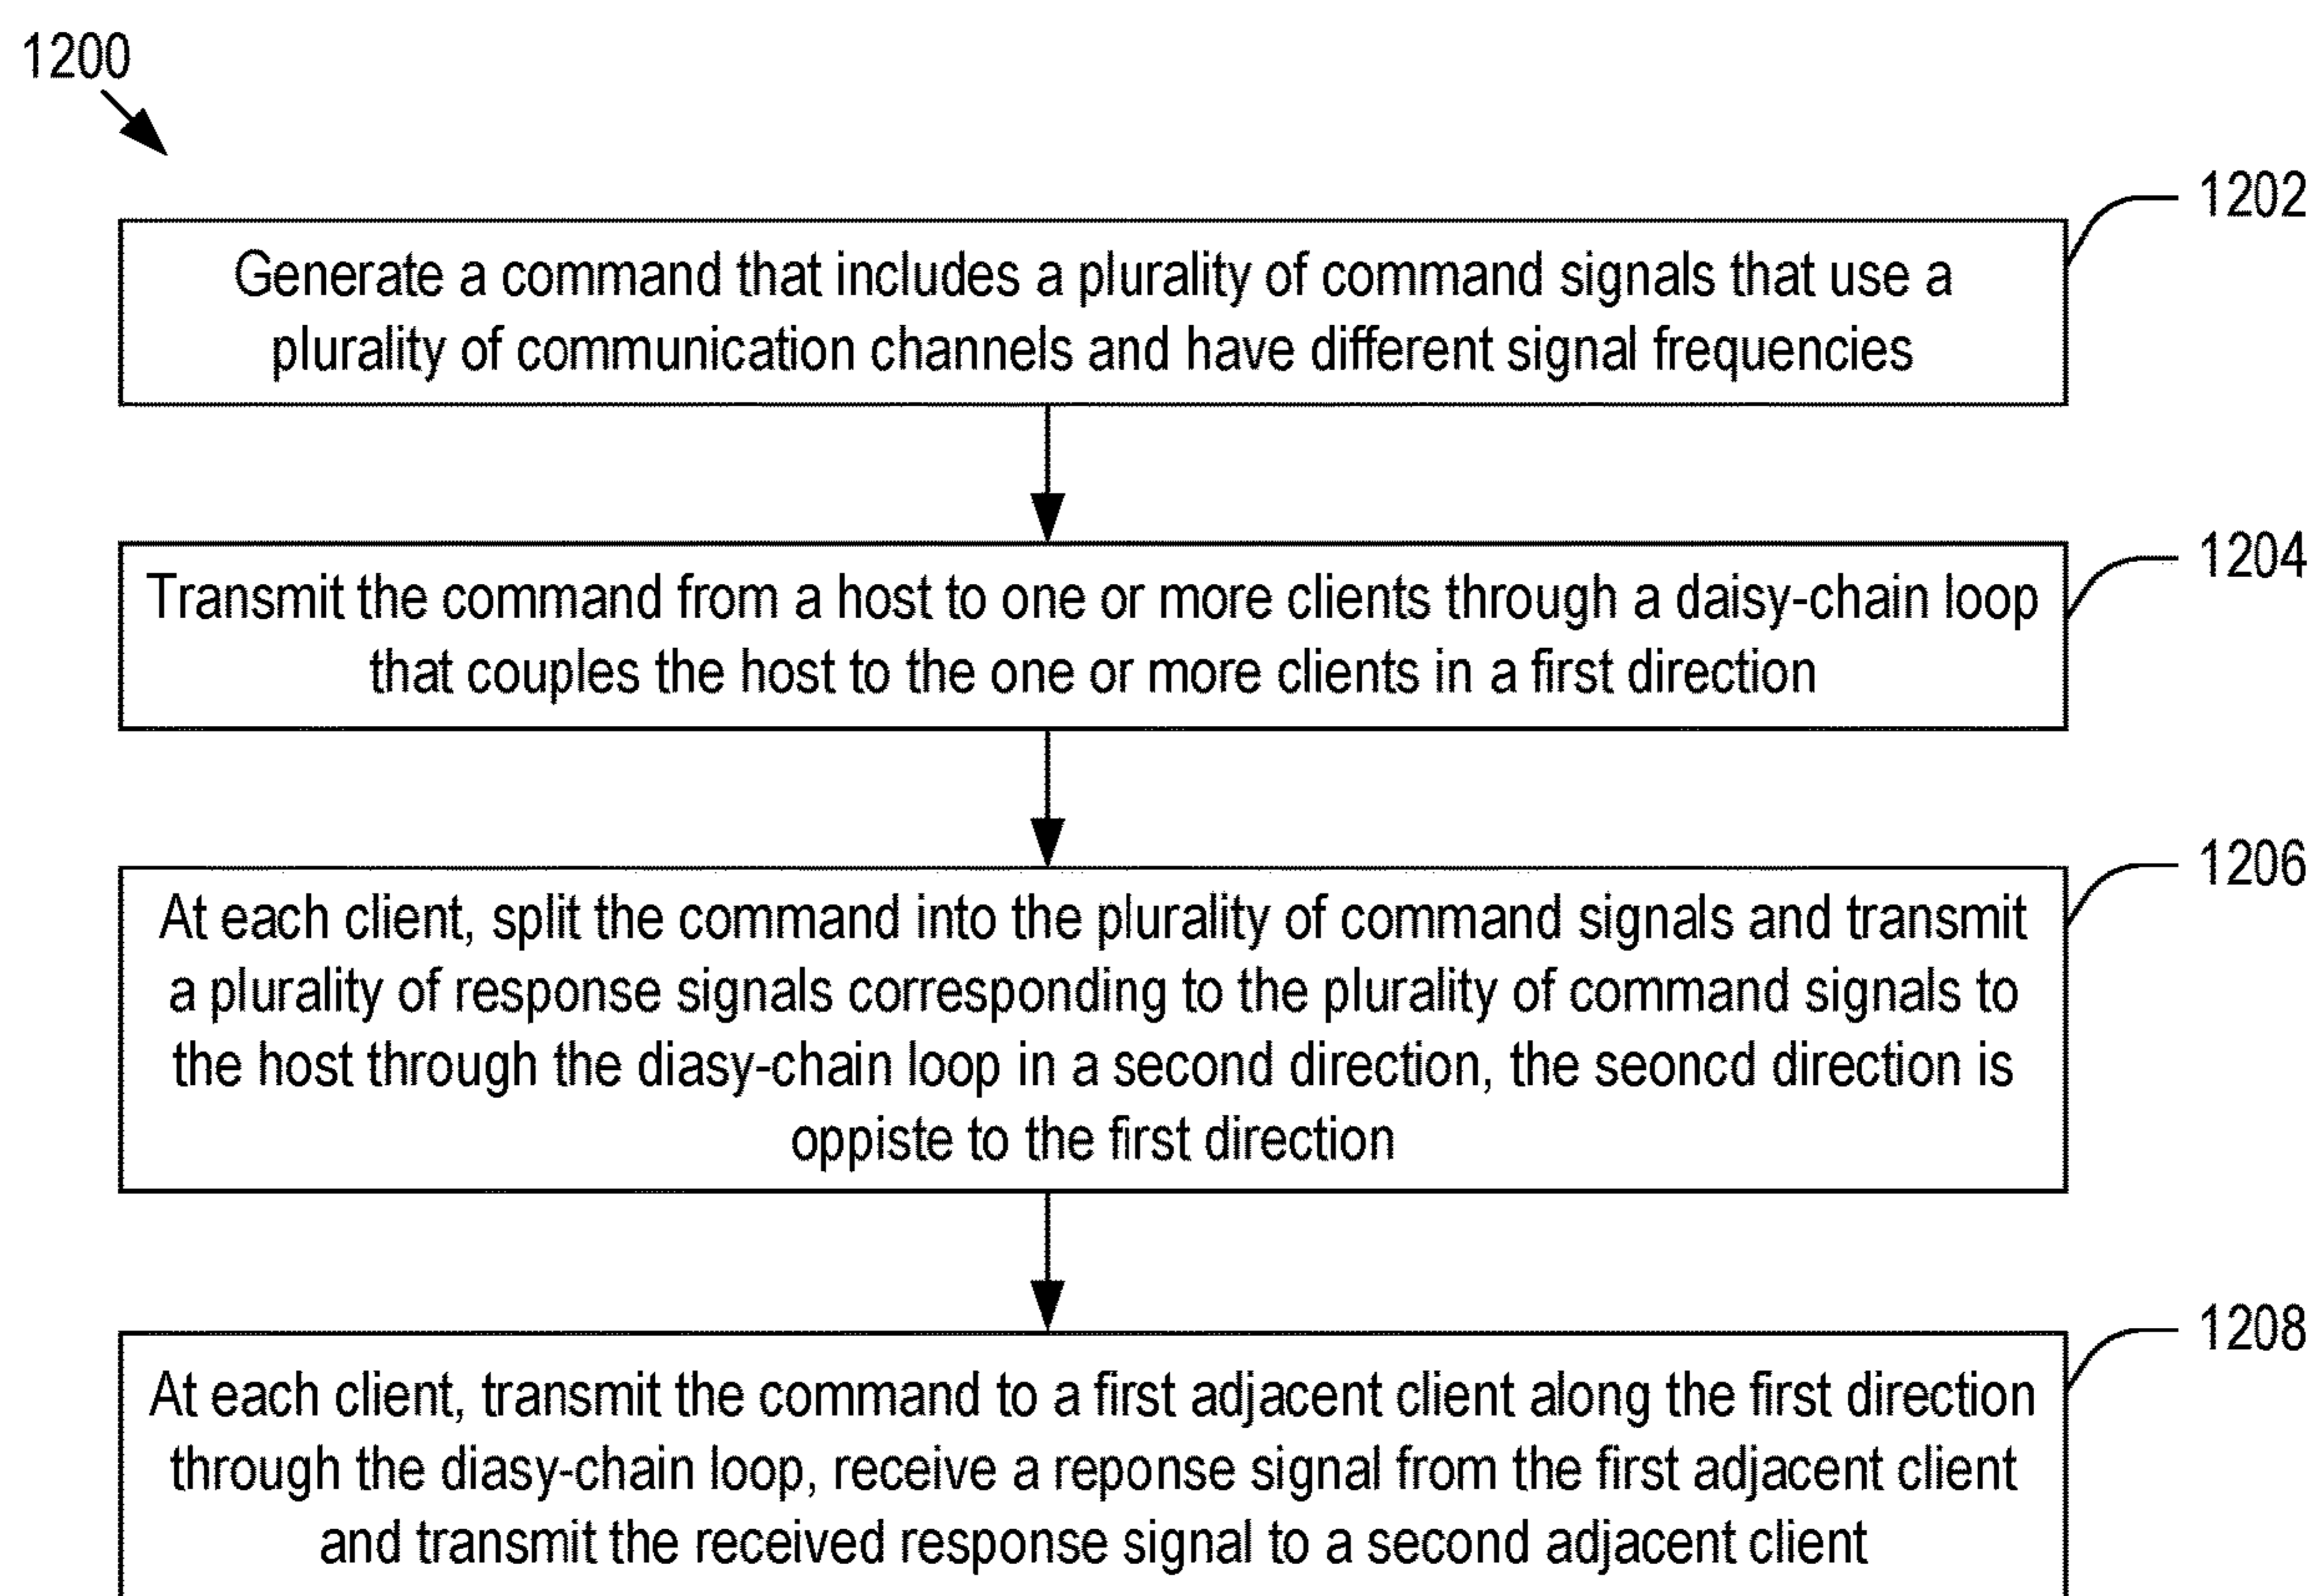 1200
1202
Generate a command that includes a plurality of command signals that use a
plurality of communication channels and have different signal frequencies
1204
Transmit the command from a host to one or more clients through a daisy-chain loop
that couples the host to the one or more clients in a first direction
1206
At each client, split the command into the plurality of command signals and transmit
a plurality of response signals corresponding to the plurality of command signals to
the host through the diasy-chain loop in a second direction, the seoncd direction is
oppiste to the first direction
1208
At each client, transmit the command to a first adjacent client along the first direction
through the diasy-chain loop, receive a reponse signal from the first adjacent client
and transmit the received response signal to a second adjacent client